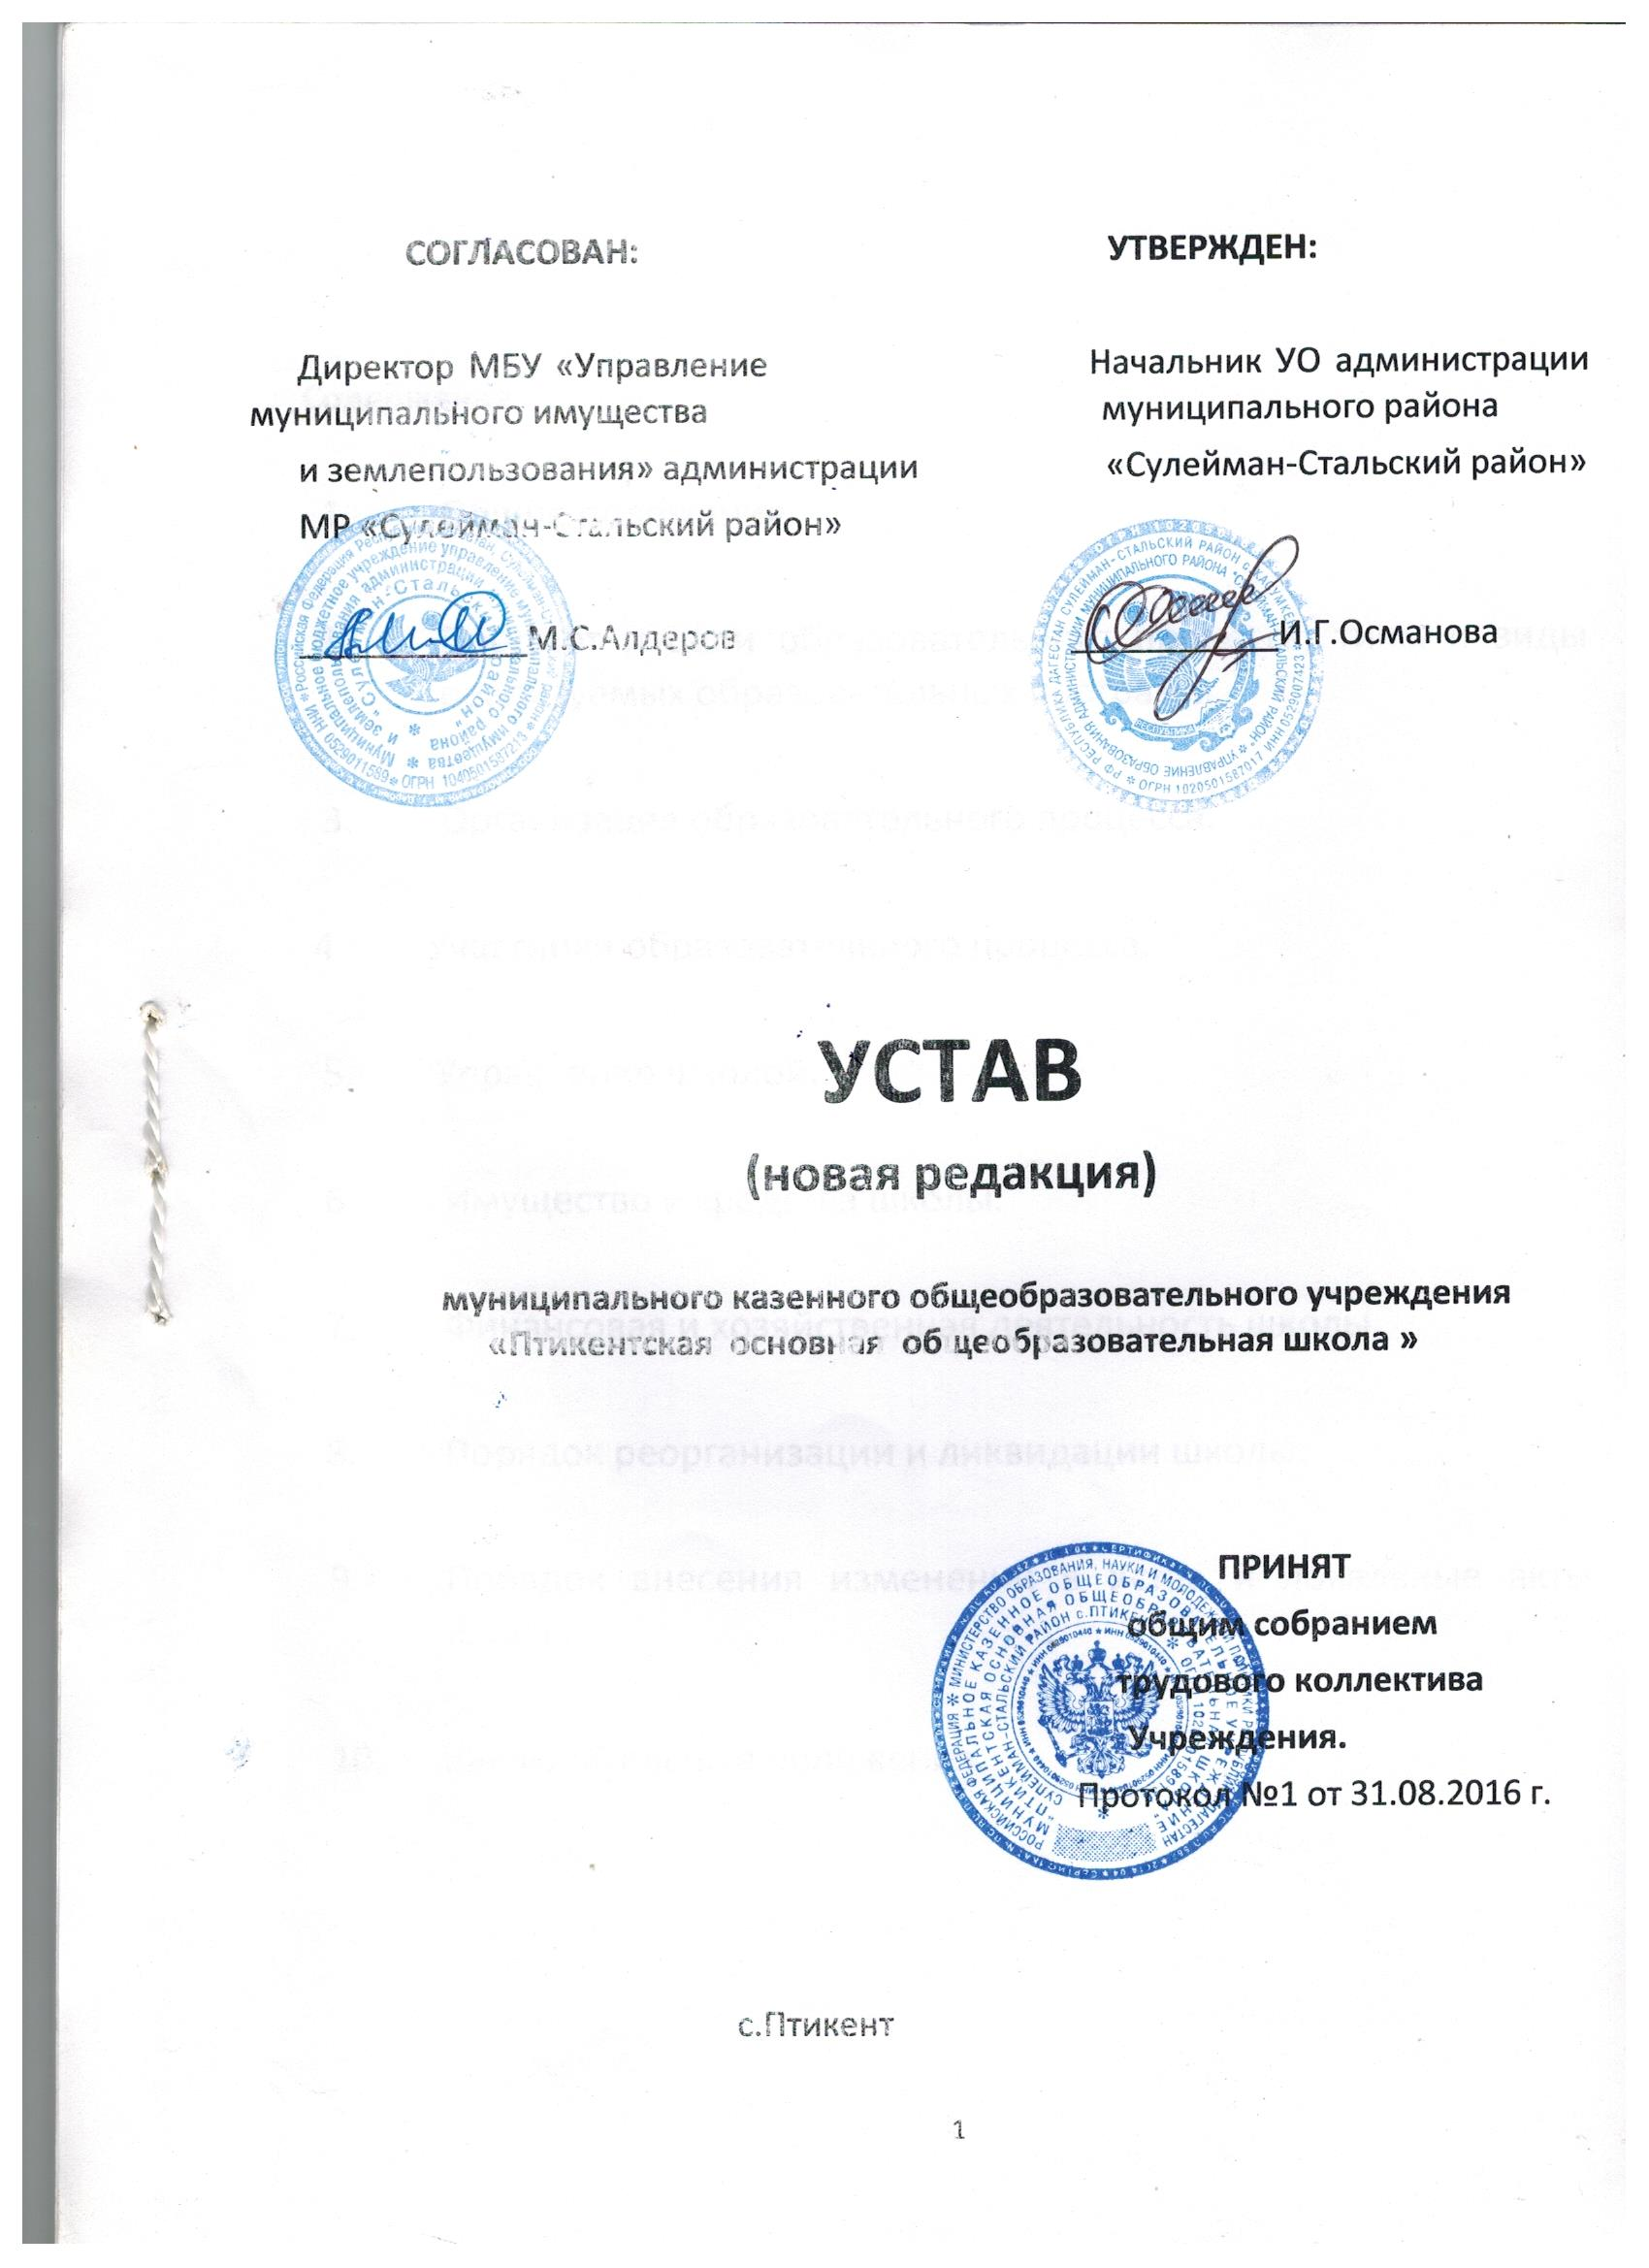 СОГЛАСОВАН:
Директор МБУ «Управление
муниципального имущества
и землепользования» администрации
МР «Сулейман-Стальский район»
М.С.Алдеров
УТВЕРЖДЕН:
Начальник УО администрации
муниципального района
«Сулейман-Стальский район»
И.Г.Османова
УСТАВ
(новая редакция)
муниципального казенного общеобразовательного учреждения
«Птикентская основная общеобразовательная школа »
ПРИНЯТ
общим собранием
трудового коллектива
Учреждения.
Протокол №1 от 31.08.2016 г.
с.Птикент
1